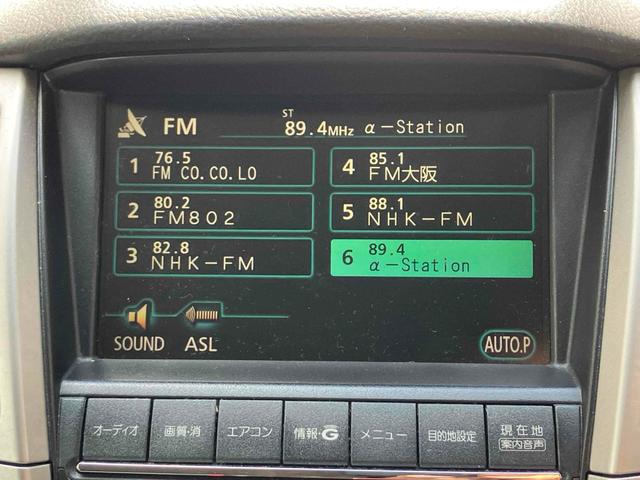 FM ST 89.4MHz α-Station
1 76.5
FM CO.CO.LO
4 85.1
FM大阪
2 80.2
FM802
5 88.1
NHK-FM
3 82.8
NHK-FM
6 89.4
α-Station
SOUND ASL AUTO.P
オーディオ 画質・消 エアコン 情報・G メニュー 目的地設定 現在地
案内音声